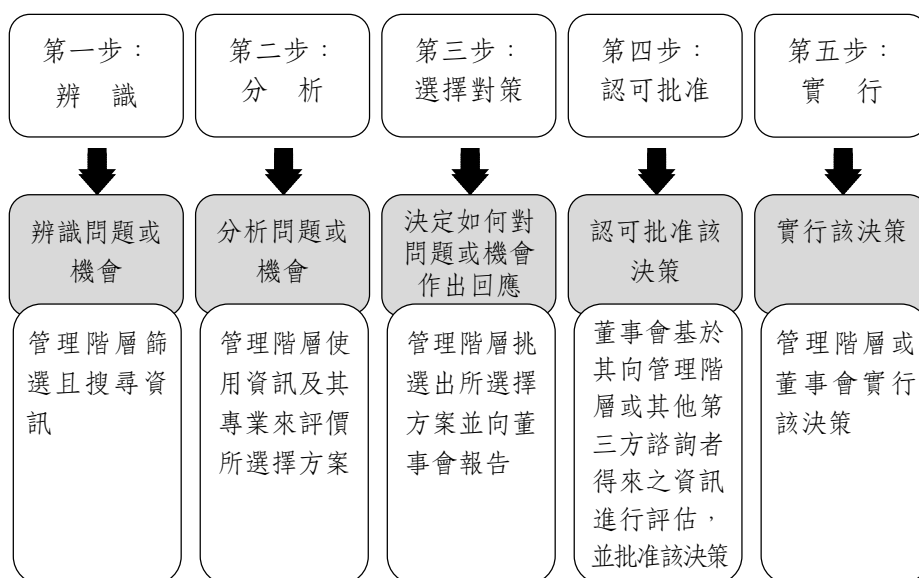 第一步：
辨　識
第二步：
分　析
第三步：
選擇對策
第四步：
認可批准
第五步：
實　行
辨識問題或
機會
分析問題或
機會
決定如何對
問題或機會
作出回應
認可批准該
決策
實行該決策
管理階層篩
選且搜尋資
訊
管理階層使
用資訊及其
專業來評價
所選擇方案
管理階層挑
選出所選擇
方案並向董
事會報告
董事會基於
其向管理階
層或其他第
三方諮詢者
得來之資訊
進行評估，
並批准該決策
管理階層或
董事會實行
該決策